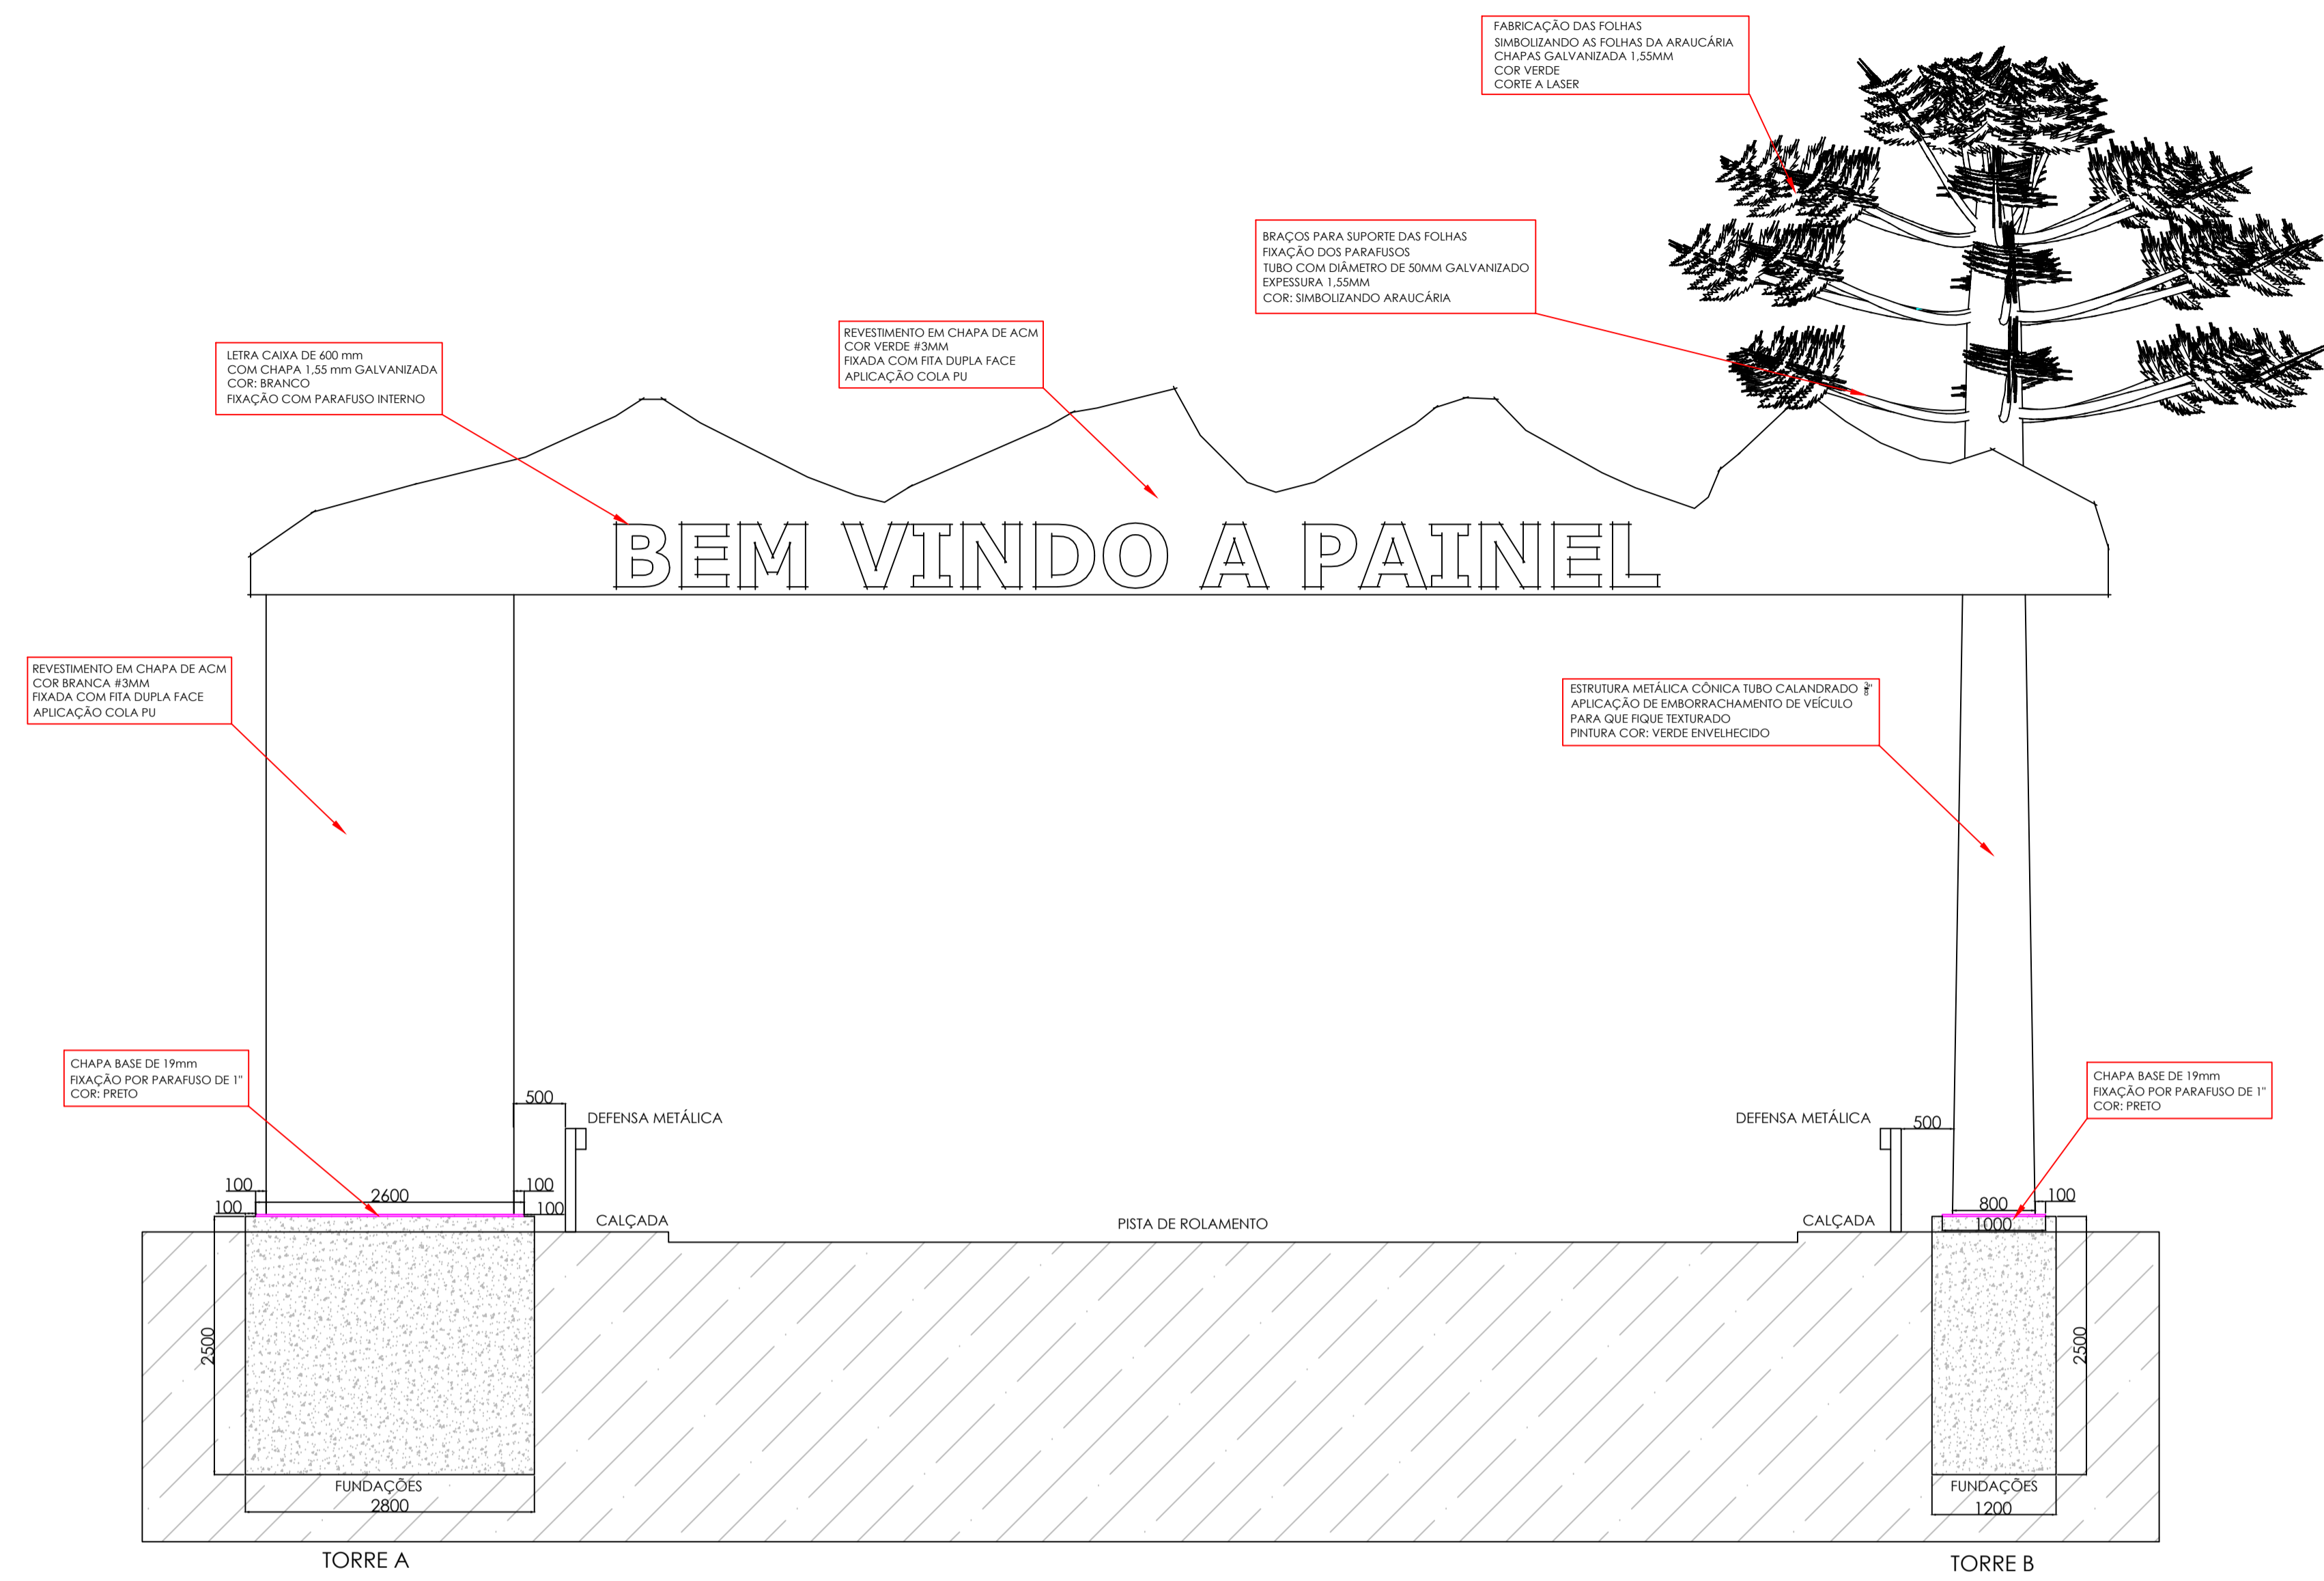 FABRICAÇÃO DAS FOLHAS
SIMBOLIZANDO AS FOLHAS DA ARAUCÁRIA
CHAPAS GALVANIZADA 1,55MM
COR VERDE
CORTE A LASER
BRAÇOS PARA SUPORTE DAS FOLHAS
FIXAÇÃO DOS PARAFUSOS
TUBO COM DIÂMETRO DE 50MM GALVANIZADO
EXPESSURA 1,55MM
COR: SIMBOLIZANDO ARAUCÁRIA
REVESTIMENTO EM CHAPA DE ACM
COR VERDE #3MM
FIXADA COM FITA DUPLA FACE
APLICAÇÃO COLA PU
LETRA CAIXA DE 600 mm
COM CHAPA 1,55 mm GALVANIZADA
COR: BRANCO
FIXAÇÃO COM PARAFUSO INTERNO
BEM VINDO A PAINEL
REVESTIMENTO EM CHAPA DE ACM
COR BRANCA #3MM
FIXADA COM FITA DUPLA FACE
APLICAÇÃO COLA PU
ESTRUTURA METÁLICA CÔNICA TUBO CALANDRADO
APLICAÇÃO DE EMBORRACHAMENTO DE VEÍCULO
PARA QUE FIQUE TEXTURADO
PINTURA COR: VERDE ENVELHECIDO
CHAPA BASE DE 19mm
FIXAÇÃO POR PARAFUSO DE 1"
COR: PRETO
CHAPA BASE DE 19mm
FIXAÇÃO POR PARAFUSO DE 1"
COR: PRETO
500
DEFENSA METÁLICA
DEFENSA METÁLICA
500
100
2600
100
100
100
800
100
1000
CALÇADA
PISTA DE ROLAMENTO
CALÇADA
2500
2500
FUNDAÇÕES
2800
FUNDAÇÕES
1200
TORRE A
TORRE B